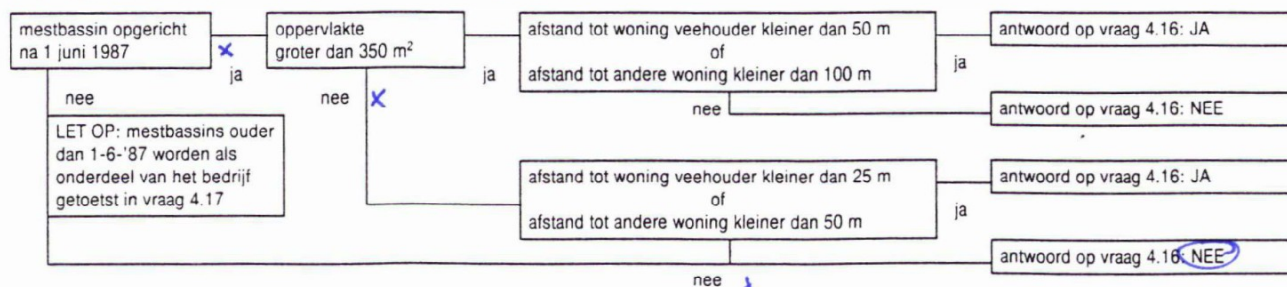 mestbassin opgericht
na 1 juni 1987
ja
nee
oppervlakte
groter dan 350 m²
ja
nee
afstand tot woning veehouder kleiner dan 50 m
of
afstand tot andere woning kleiner dan 100 m
ja
nee
antwoord op vraag 4.16: JA
antwoord op vraag 4.16: NEE
LET OP: mestbassins ouder
dan 1-6-'87 worden als
onderdeel van het bedrijf
getoetst in vraag 4.17
afstand tot woning veehouder kleiner dan 25 m
of
afstand tot andere woning kleiner dan 50 m
ja
nee
antwoord op vraag 4.16: JA
antwoord op vraag 4.16: NEE